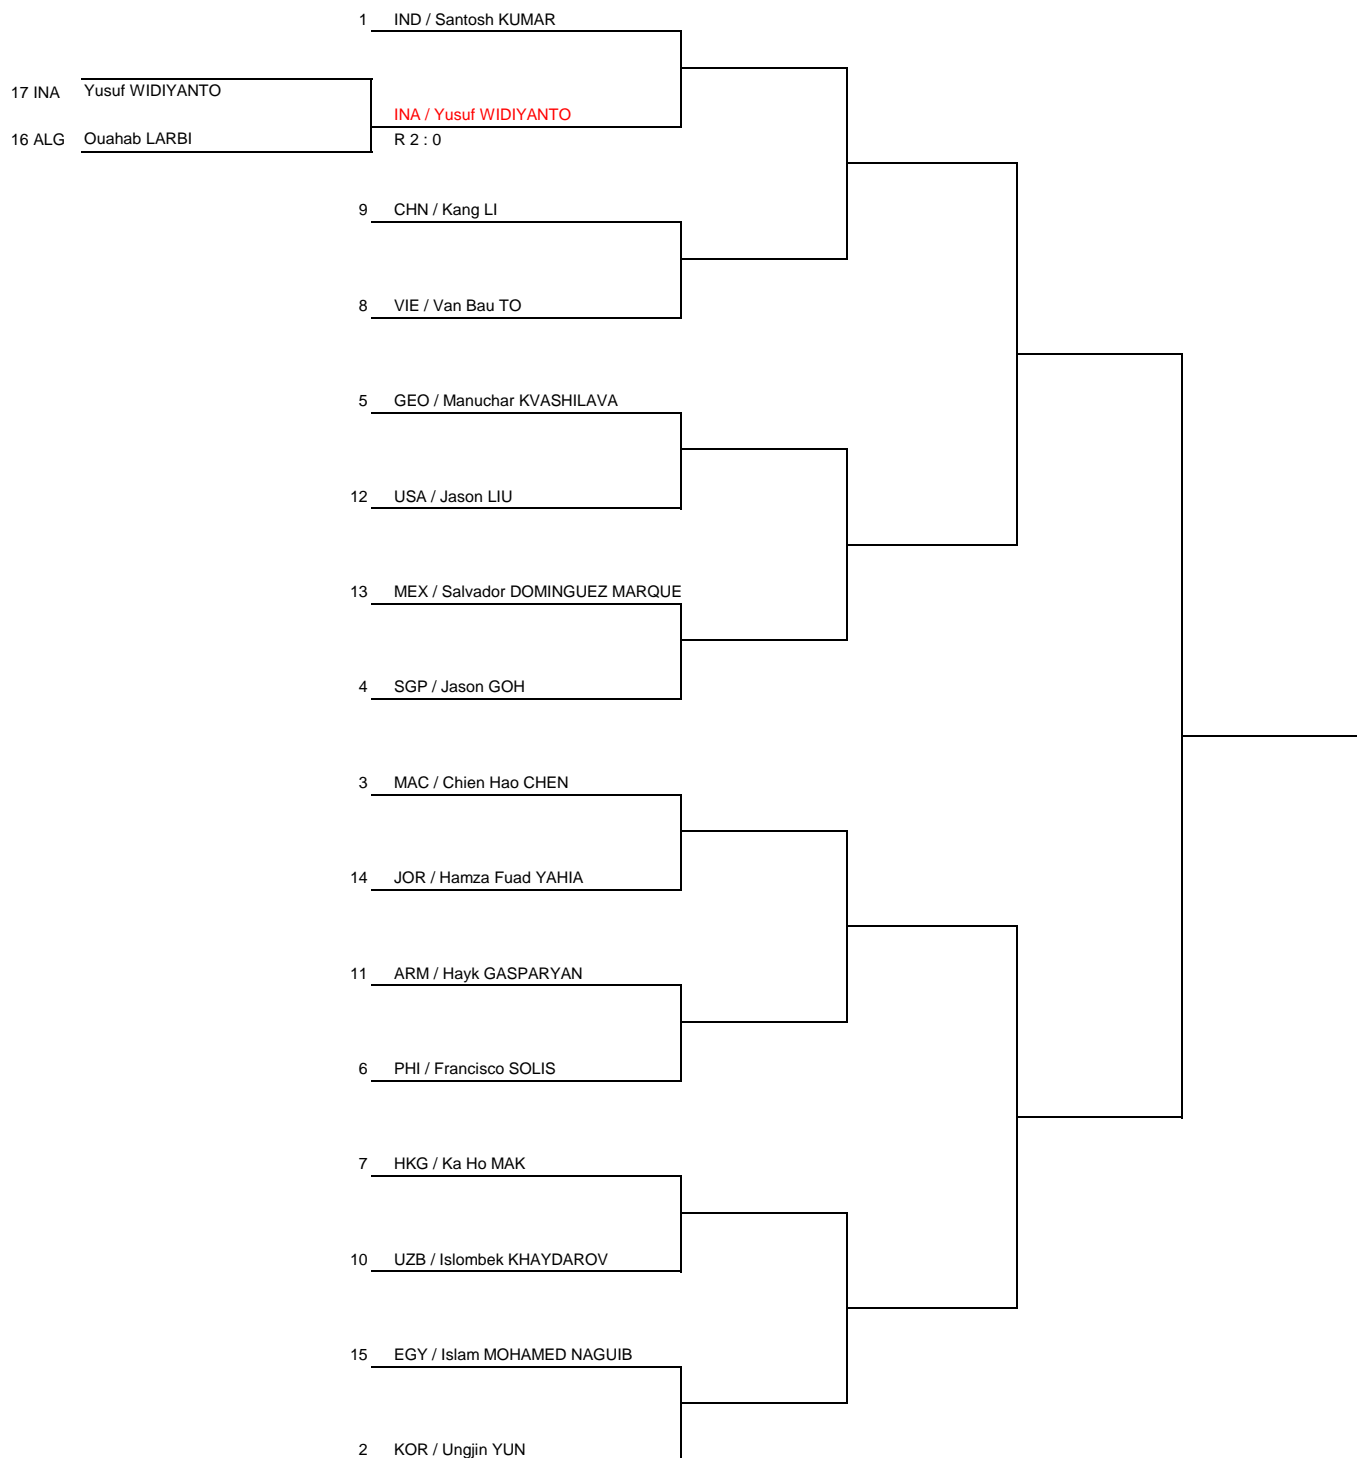 1 IND / Santosh KUMAR
17 INA Yusuf WIDIYANTO
INA / Yusuf WIDIYANTO
16 ALG Ouahab LARBI R 2 : 0
9 CHN / Kang LI
8 VIE / Van Bau TO
5 GEO / Manuchar KVASHILAVA
12 USA / Jason LIU
13 MEX / Salvador DOMINGUEZ MARQUE
4 SGP / Jason GOH
3 MAC / Chien Hao CHEN
14 JOR / Hamza Fuad YAHIA
11 ARM / Hayk GASPARYAN
6 PHI / Francisco SOLIS
7 HKG / Ka Ho MAK
10 UZB / Islombek KHAYDAROV
15 EGY / Islam MOHAMED NAGUIB
2 KOR / Ungjin YUN